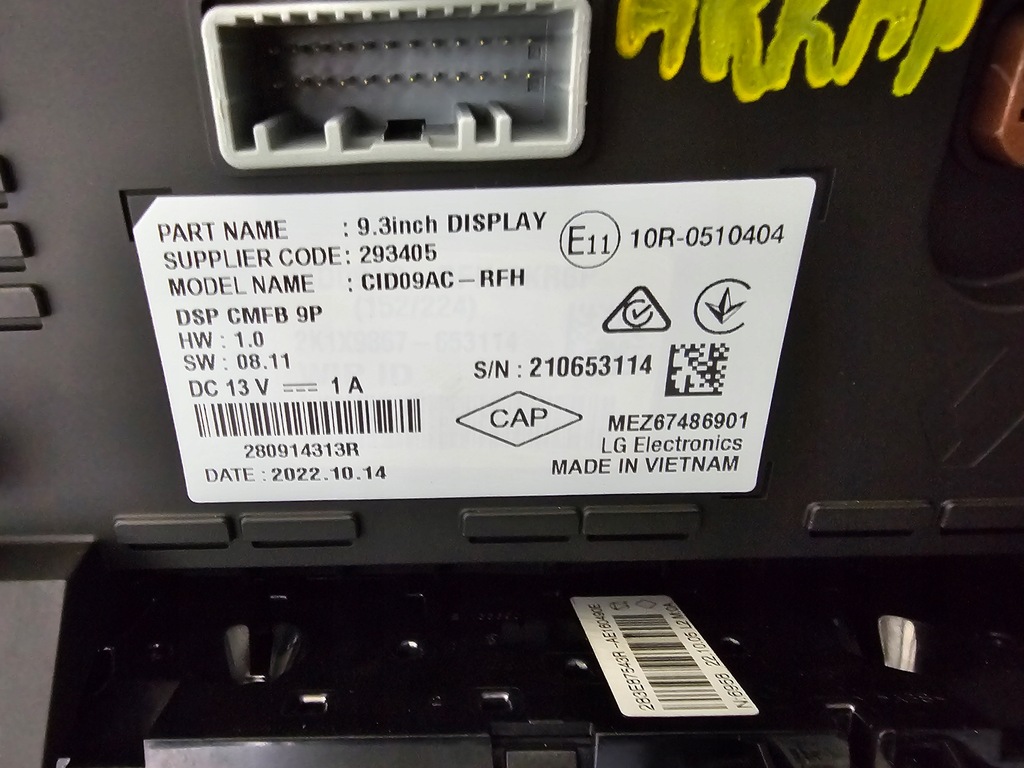 PART NAME : 9.3inch DISPLAY
SUPPLIER CODE : 293405
MODEL NAME : CID09AC-RFH
DSP CMFB 9P
HW : 1.0
SW : 08.11
DC 13 V ⎓ 1 A
280914313R
DATE : 2022.10.14
E11 10R-0510404
S/N : 210653114
CAP
MEZ67486901
LG Electronics
MADE IN VIETNAM